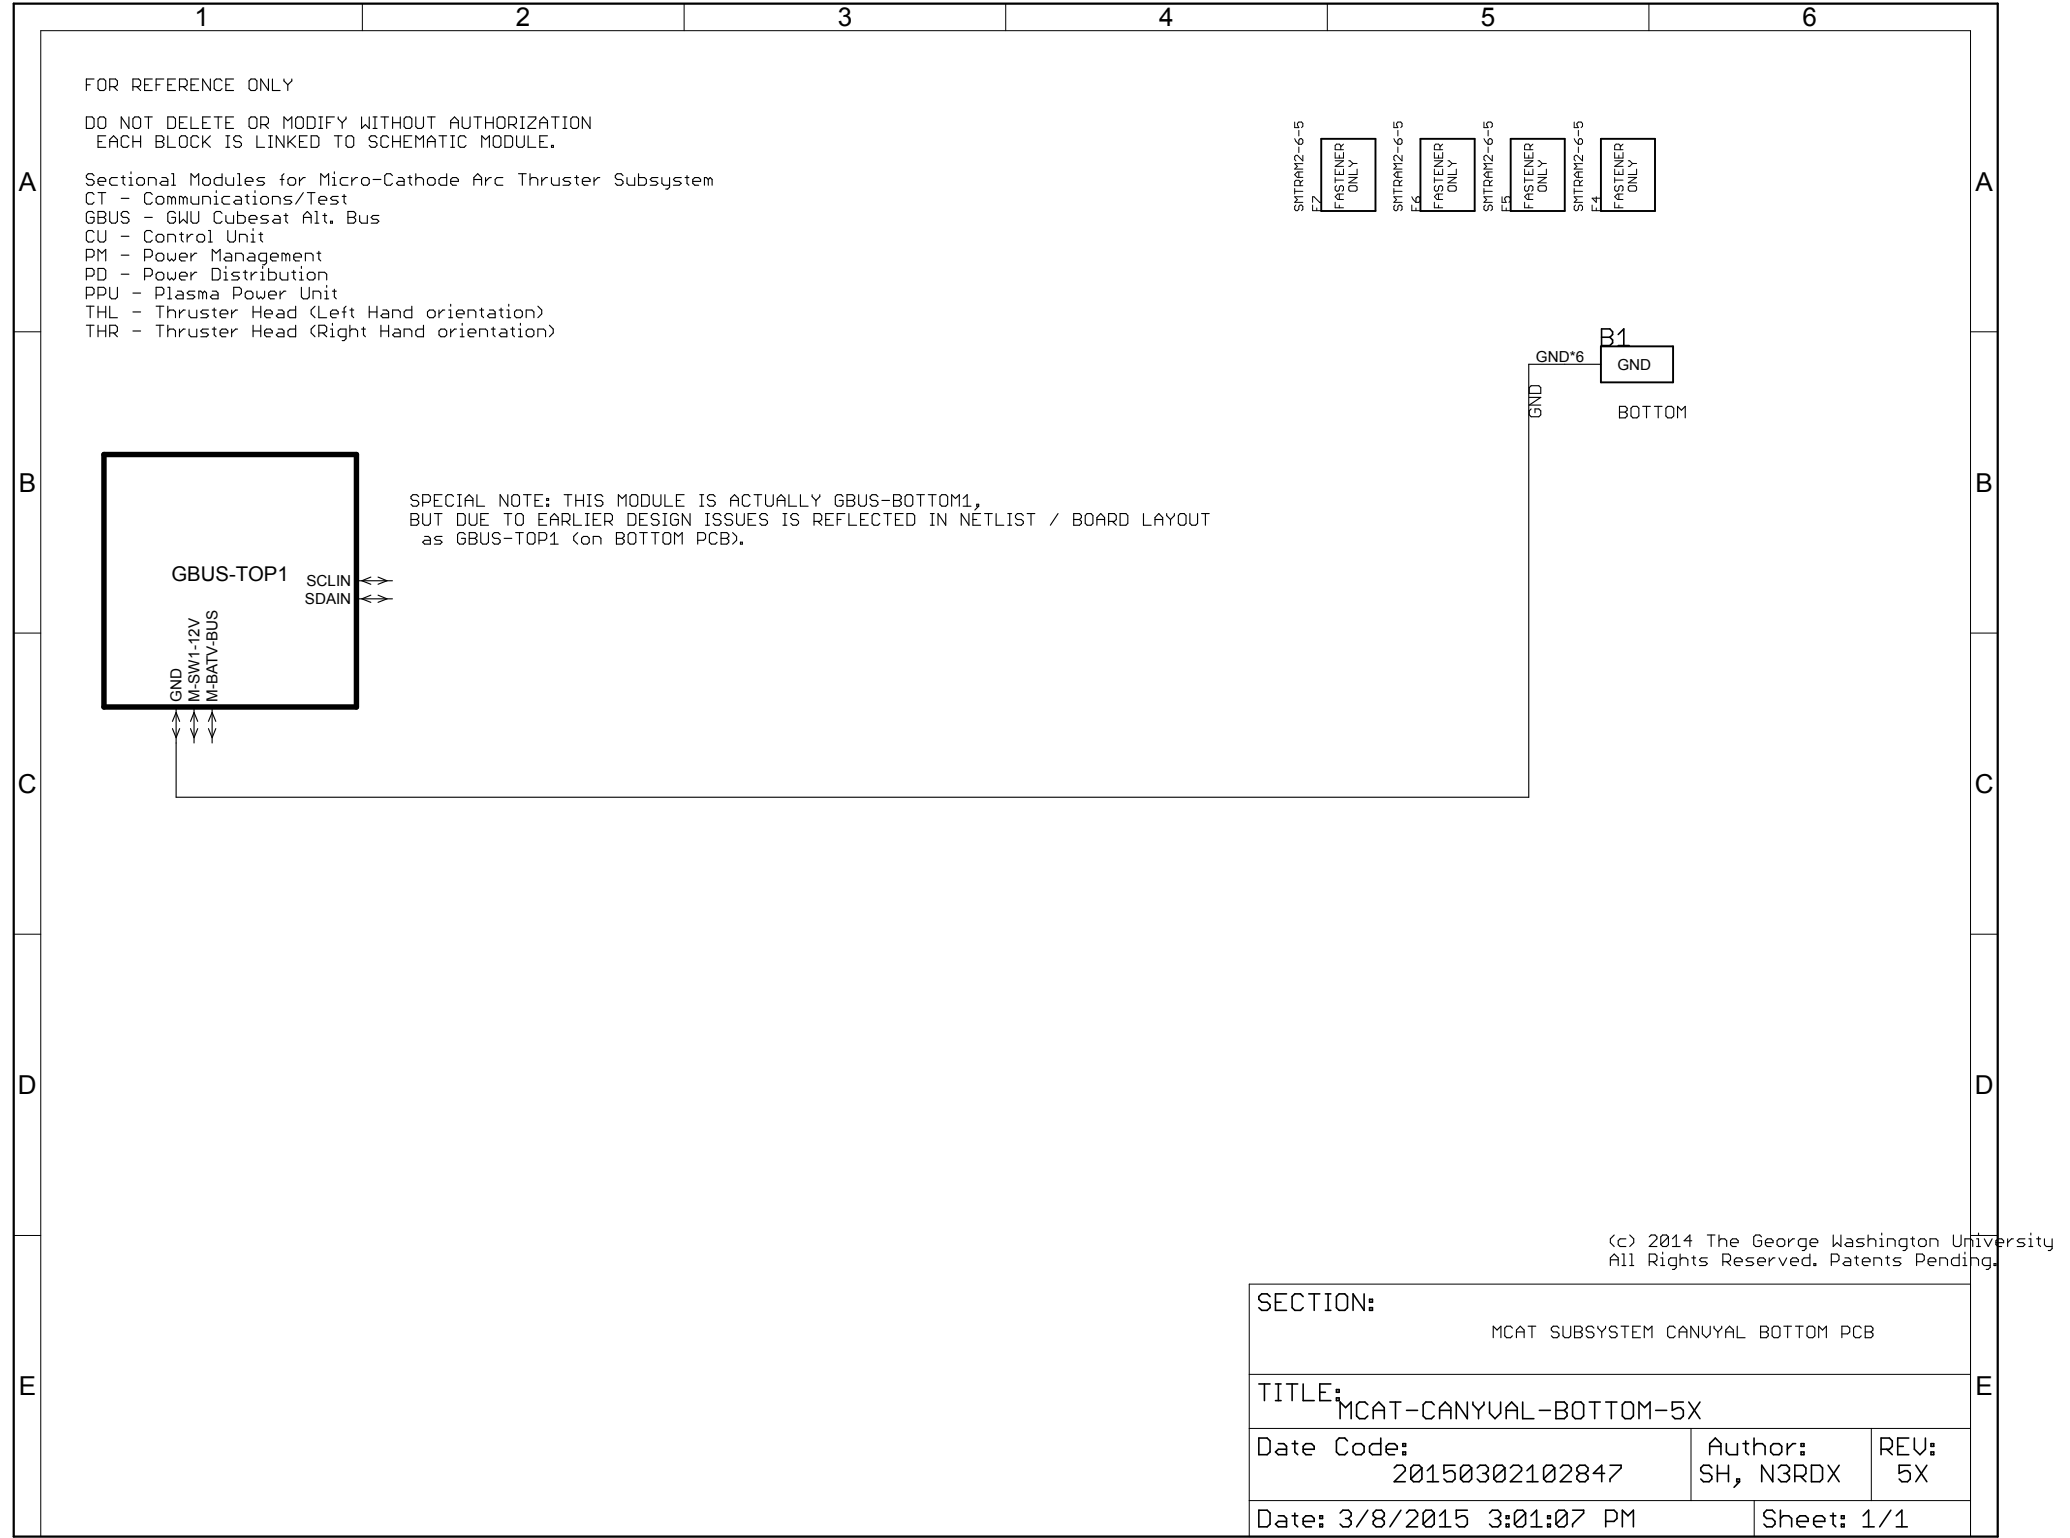 1 2 3 4 5 6
FOR REFERENCE ONLY
DO NOT DELETE OR MODIFY WITHOUT AUTHORIZATION
EACH BLOCK IS LINKED TO SCHEMATIC MODULE.
A
A
Sectional Modules for Micro-Cathode Arc Thruster Subsystem
CT - Communications/Test
GBUS - GWU Cubesat Alt. Bus
CU - Control Unit
PM - Power Management
PD - Power Distribution
PPU - Plasma Power Unit
THL - Thruster Head (Left Hand orientation)
THR - Thruster Head (Right Hand orientation)
SMTRAM2-6-5
F7
FASTENER
ONLY
SMTRAM2-6-5
F6
FASTENER
ONLY
SMTRAM2-6-5
F5
FASTENER
ONLY
SMTRAM2-6-5
F4
FASTENER
ONLY
B1
GND*6
GND
GND
BOTTOM
B
B
SPECIAL NOTE: THIS MODULE IS ACTUALLY GBUS-BOTTOM1,
BUT DUE TO EARLIER DESIGN ISSUES IS REFLECTED IN NETLIST / BOARD LAYOUT
as GBUS-TOP1 (on BOTTOM PCB).
GBUS-TOP1
SCLIN
SDAIN
GND
M-SW1-12V
M-BATV-BUS
C
C
D
D
(c) 2014 The George Washington University
All Rights Reserved. Patents Pending.
SECTION:
MCAT SUBSYSTEM CANVYAL BOTTOM PCB
E
E
TITLE:
MCAT-CANYVAL-BOTTOM-5X
Date Code:
20150302102847
Author:
SH, N3RDX
REV:
5X
Date: 3/8/2015 3:01:07 PM
Sheet: 1/1